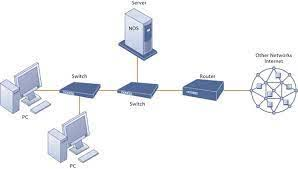 Server
NOS
Other Networks
Internet
Switch
Router
Switch
PC
PC